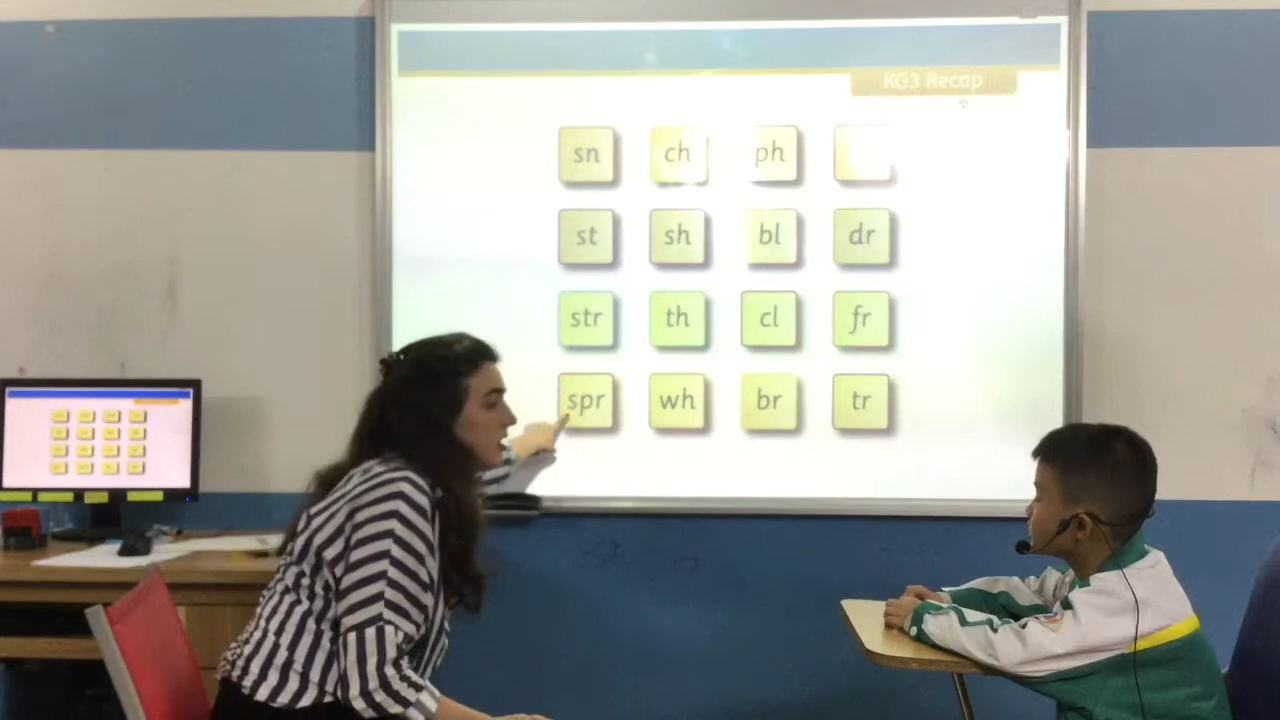 KG3 Recap
sn ch ph
st sh bl dr
str th cl fr
spr wh br tr